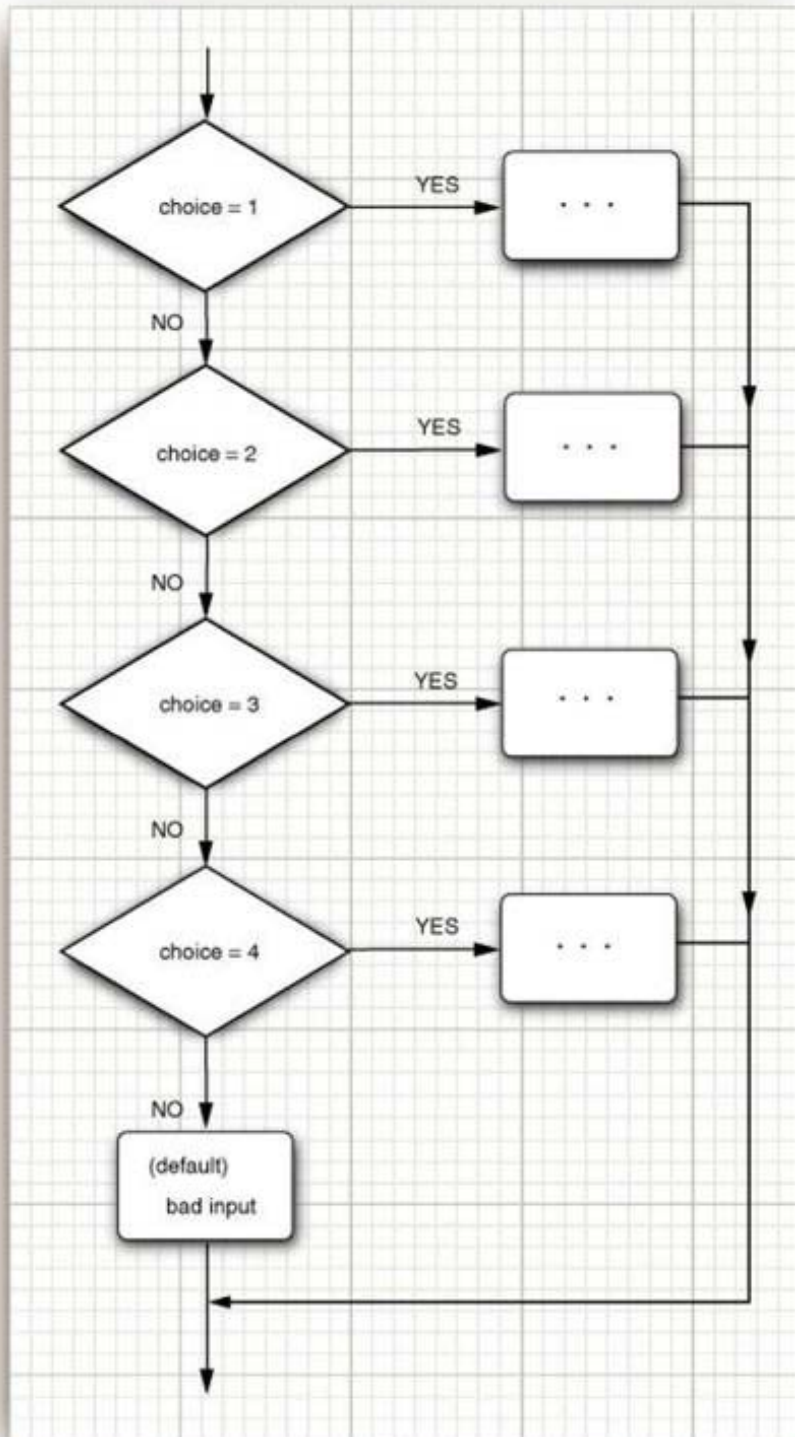 choice = 1
YES
. . .
NO
choice = 2
YES
. . .
NO
choice = 3
YES
. . .
NO
choice = 4
YES
. . .
NO
(default)
bad input